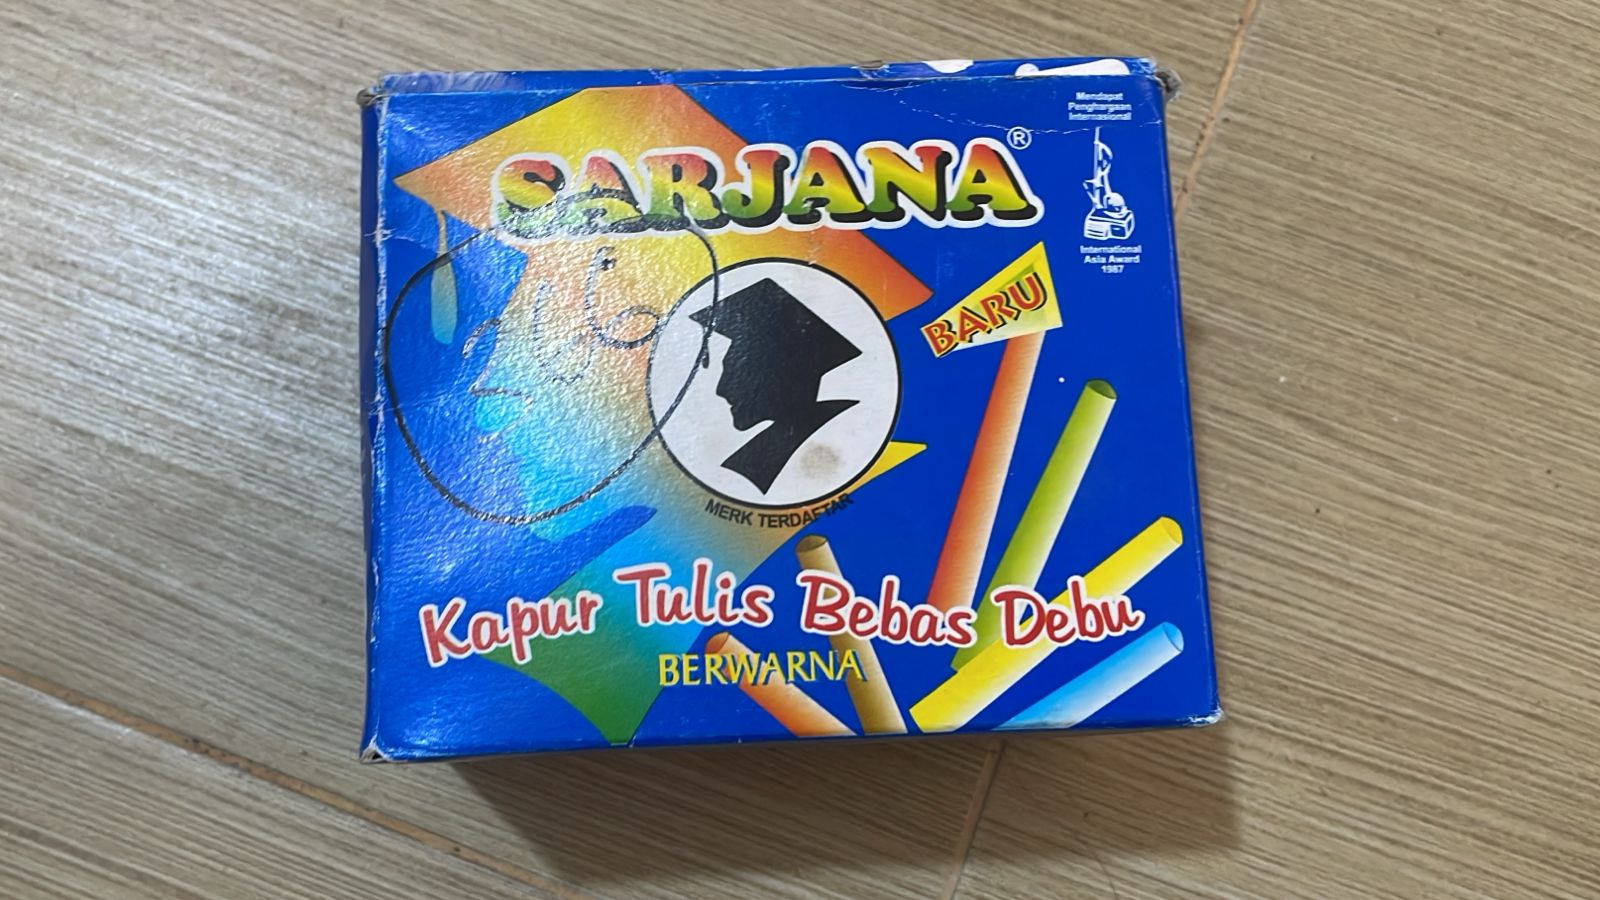 Mendapat
Penghargaan
Internasional
SARJANA®
International
Asia Award
1987
BARU
MERK TERDAFTAR
Kapur Tulis Bebas Debu
BERWARNA